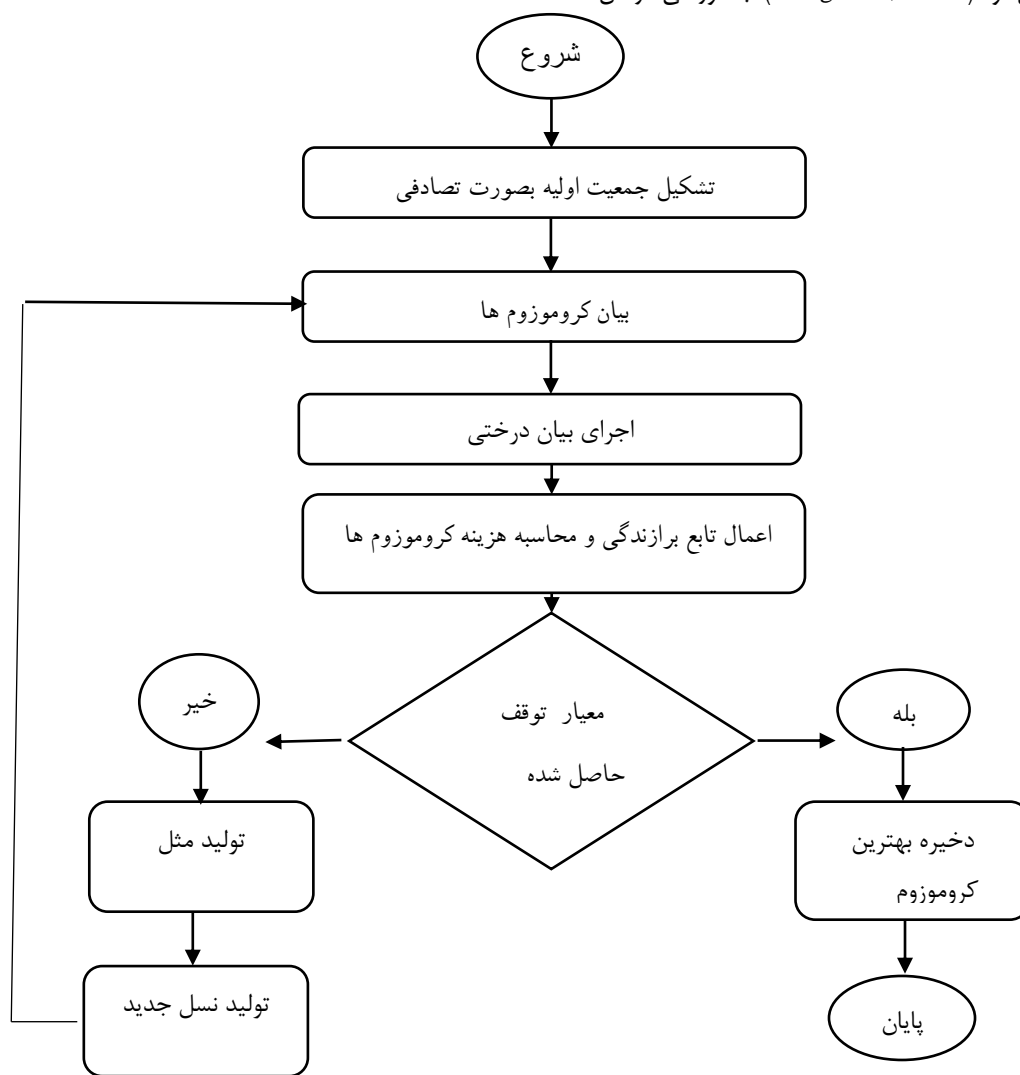 شروع
تشکیل جمعیت اولیه بصورت تصادفی
بیان کروموزوم ها
اجرای بیان درختی
اعمال تابع برازندگی و محاسبه هزینه کروموزوم ها
معیار توقف
حاصل شده
بله
خیر
دخیره بهترین
کروموزوم
تولید مثل
پایان
تولید نسل جدید